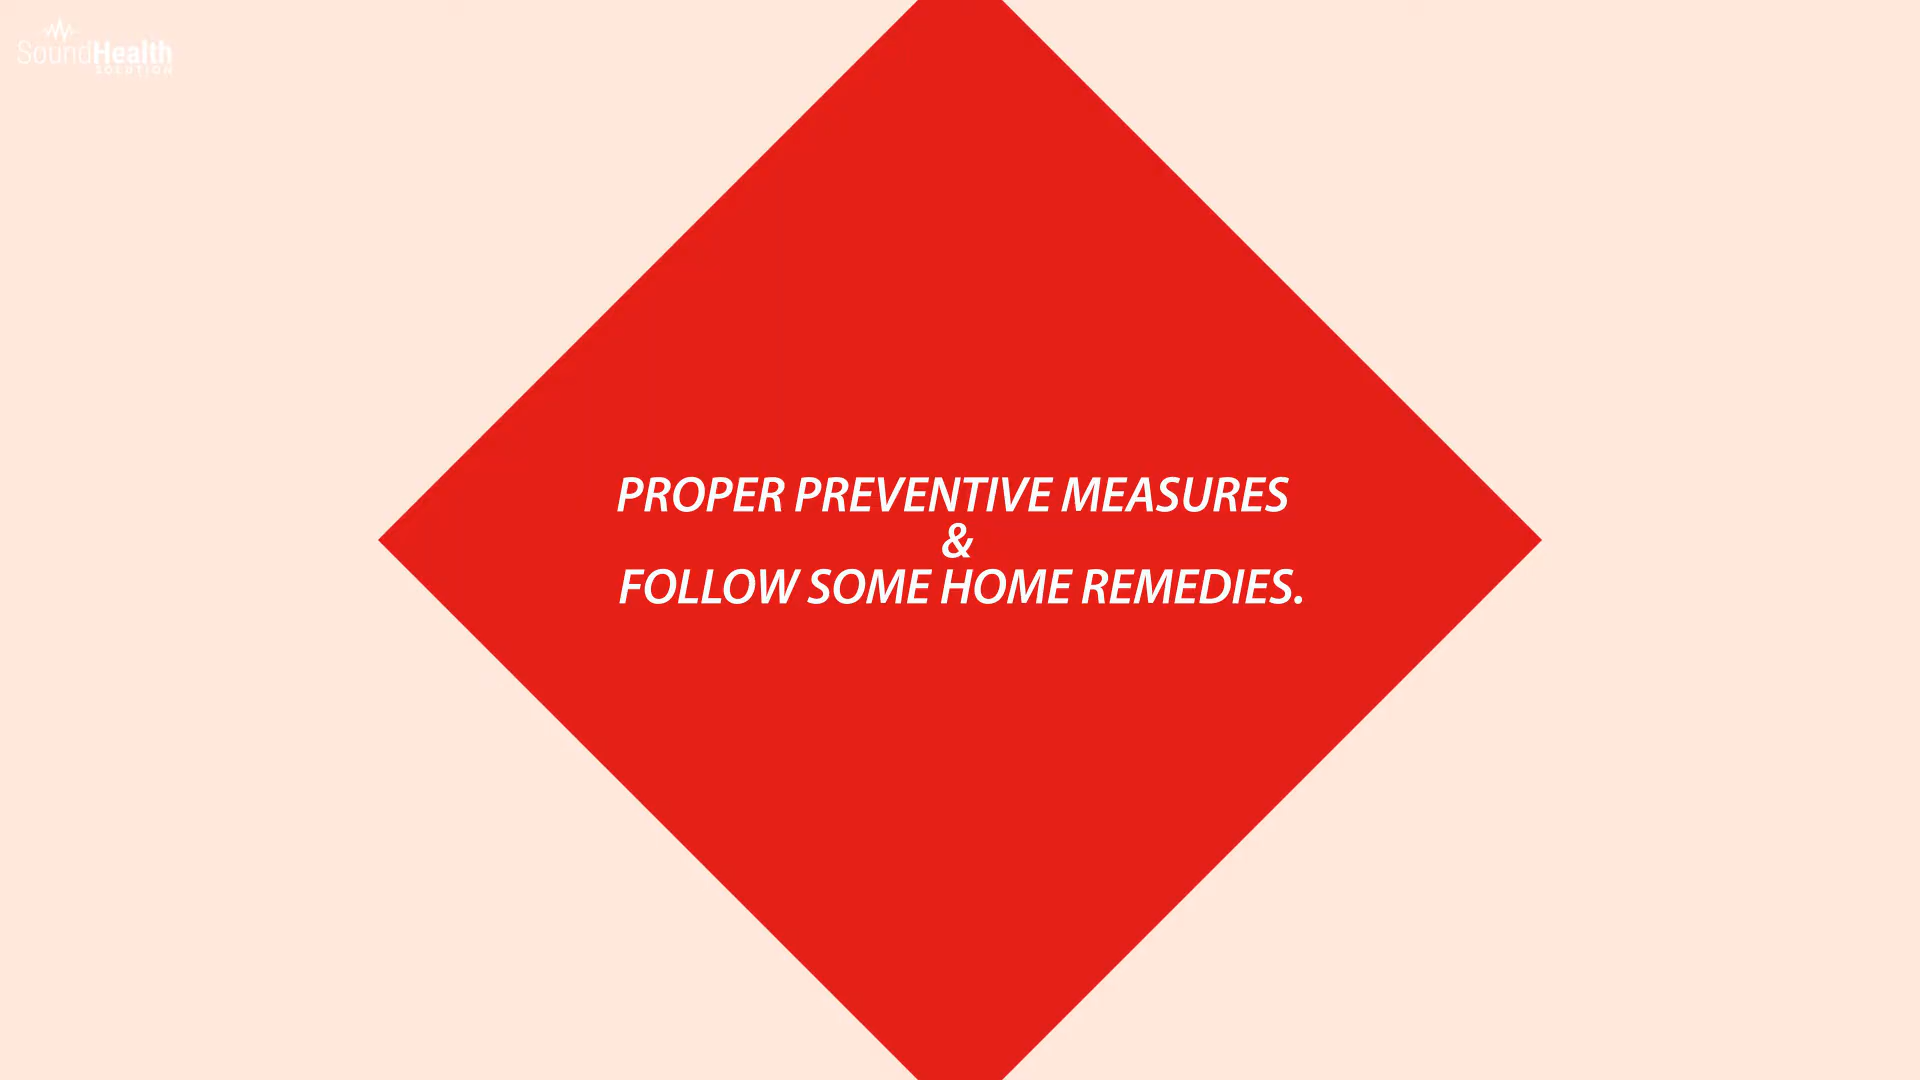 SoundHealth
SOLUTION
PROPER PREVENTIVE MEASURES
&
FOLLOW SOME HOME REMEDIES.